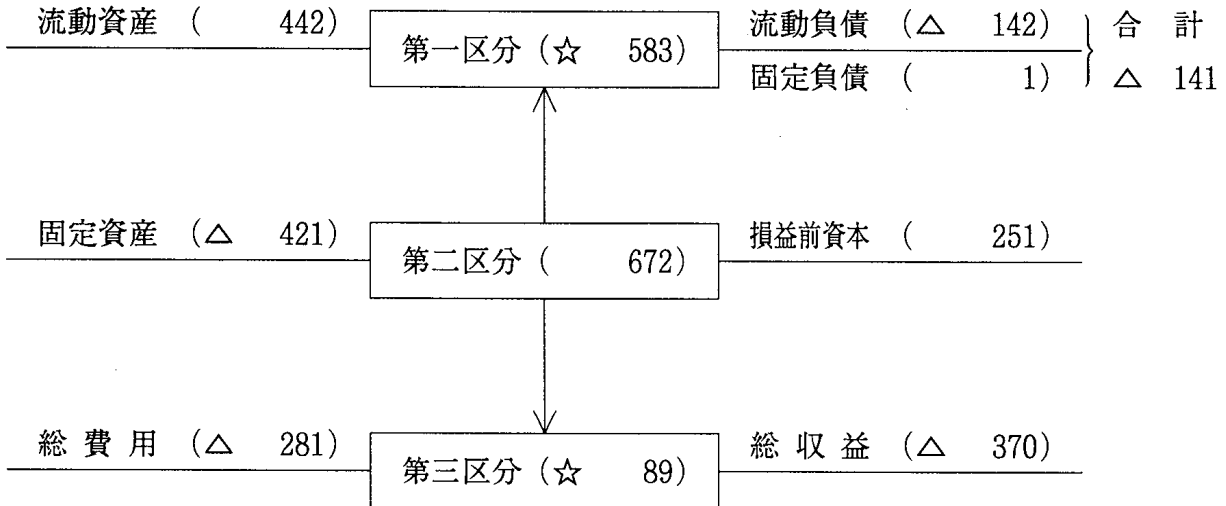 流動資産 ( 442) 第一区分 (☆ 583) 流動負債 (△ 142) 合計
固定負債 ( 1) △ 141
固定資産 (△ 421) 第二区分 ( 672) 損益前資本 ( 251)
総費用 (△ 281) 第三区分 (☆ 89) 総収益 (△ 370)